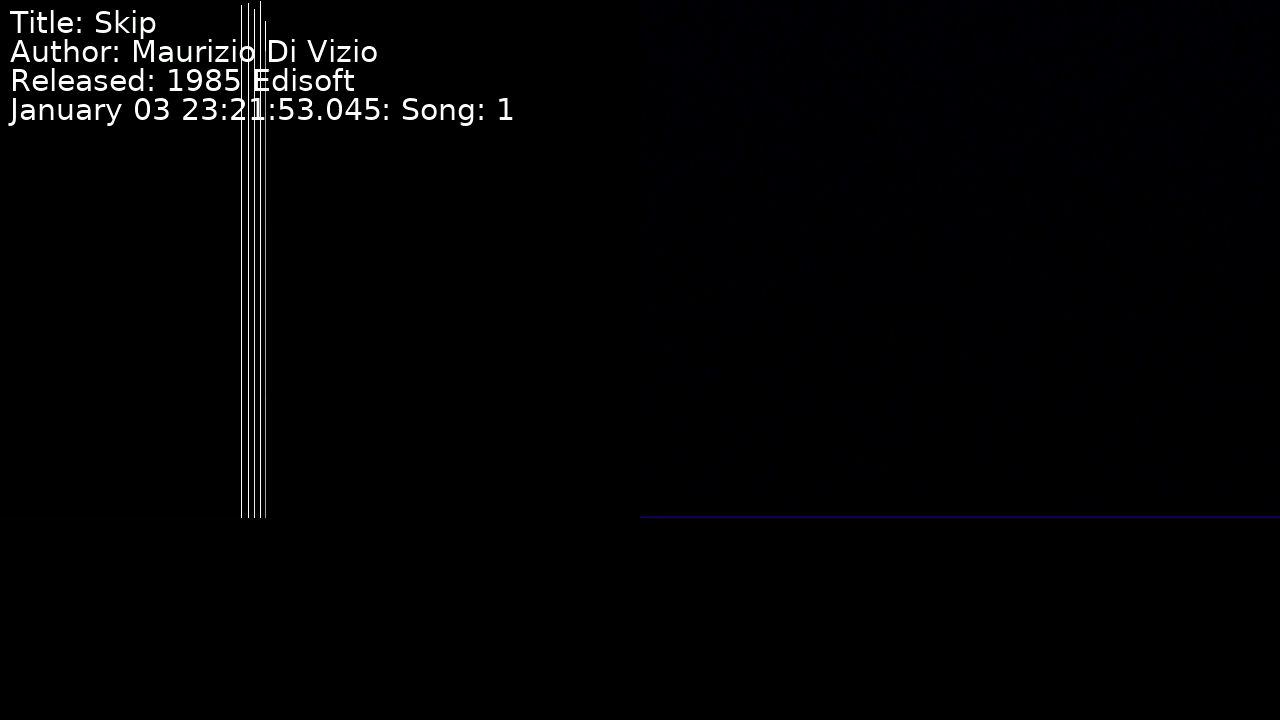 Title: Skip
Author: Maurizio Di Vizio
Released: 1985 Edisoft
January 03 23:21:53.045: Song: 1